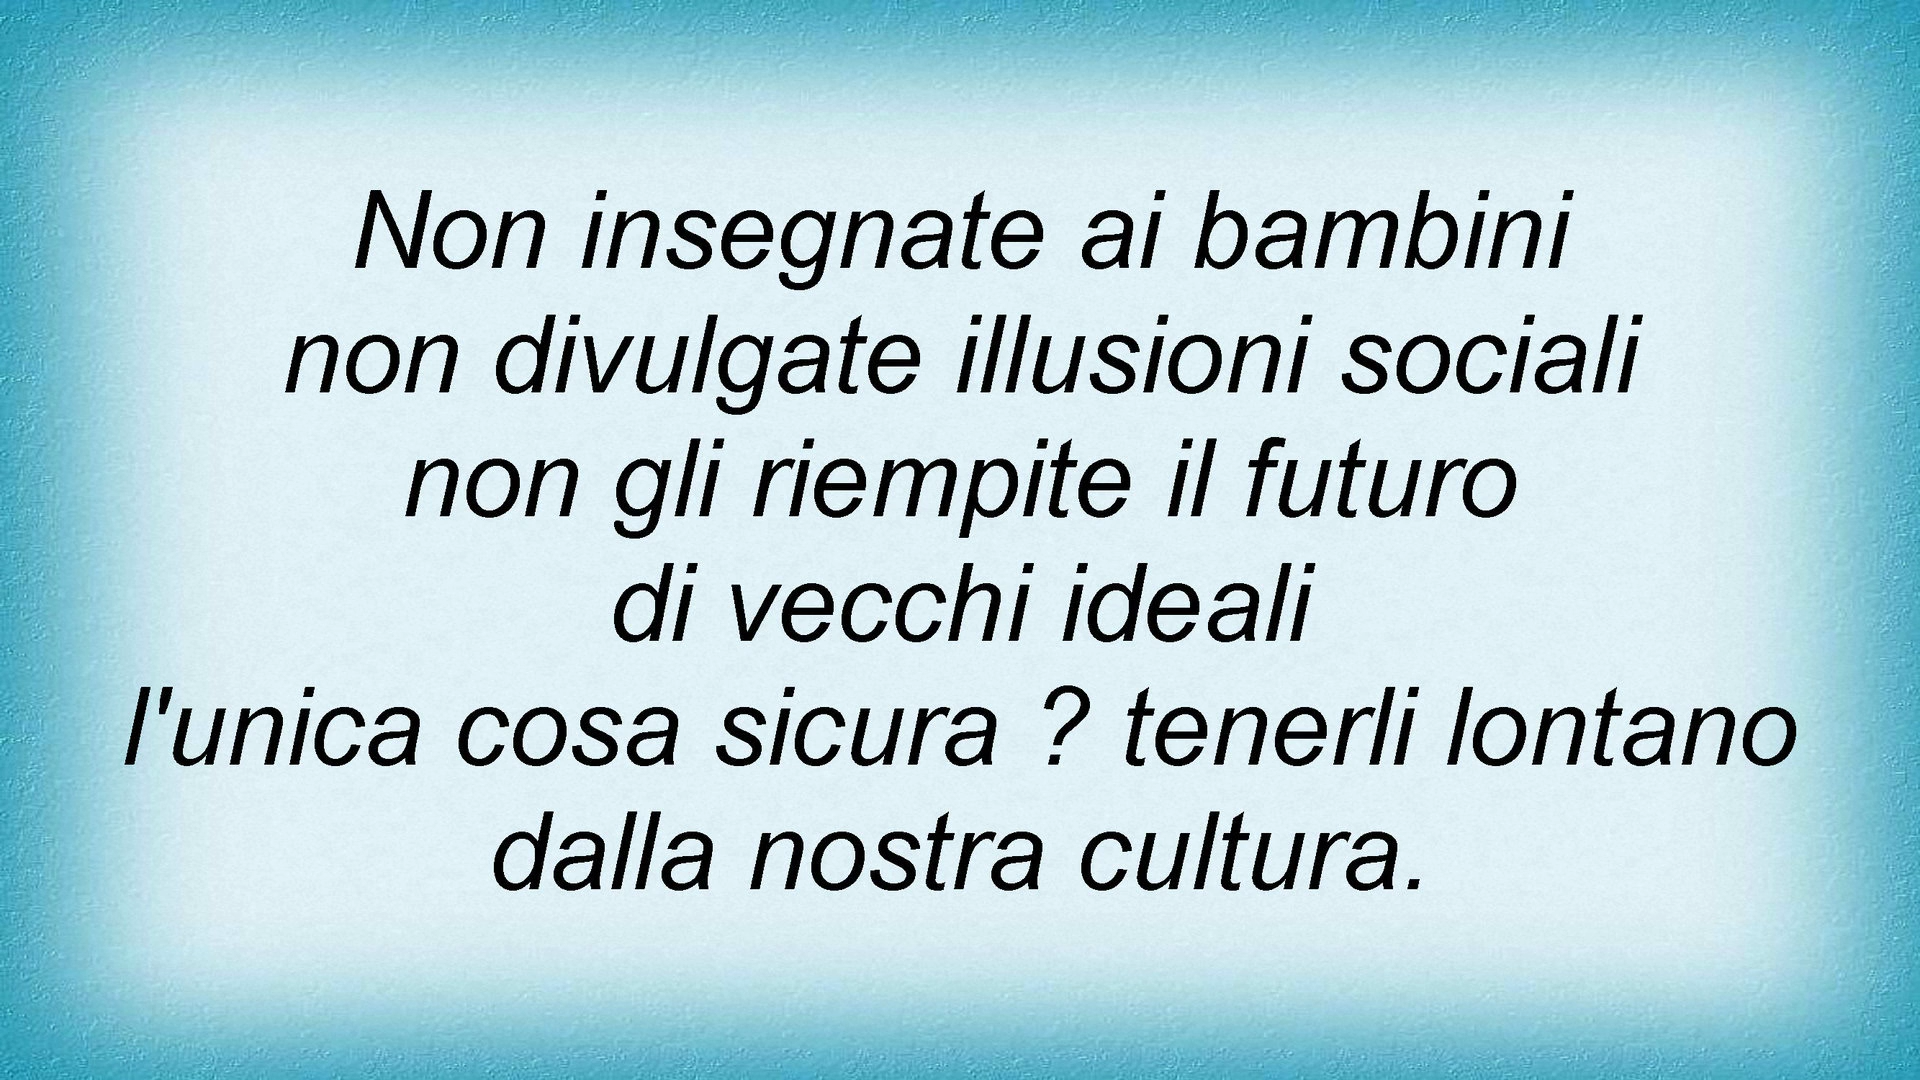 Non insegnate ai bambini
non divulgate illusioni sociali
non gli riempite il futuro
di vecchi ideali
l'unica cosa sicura ? tenerli lontano
dalla nostra cultura.